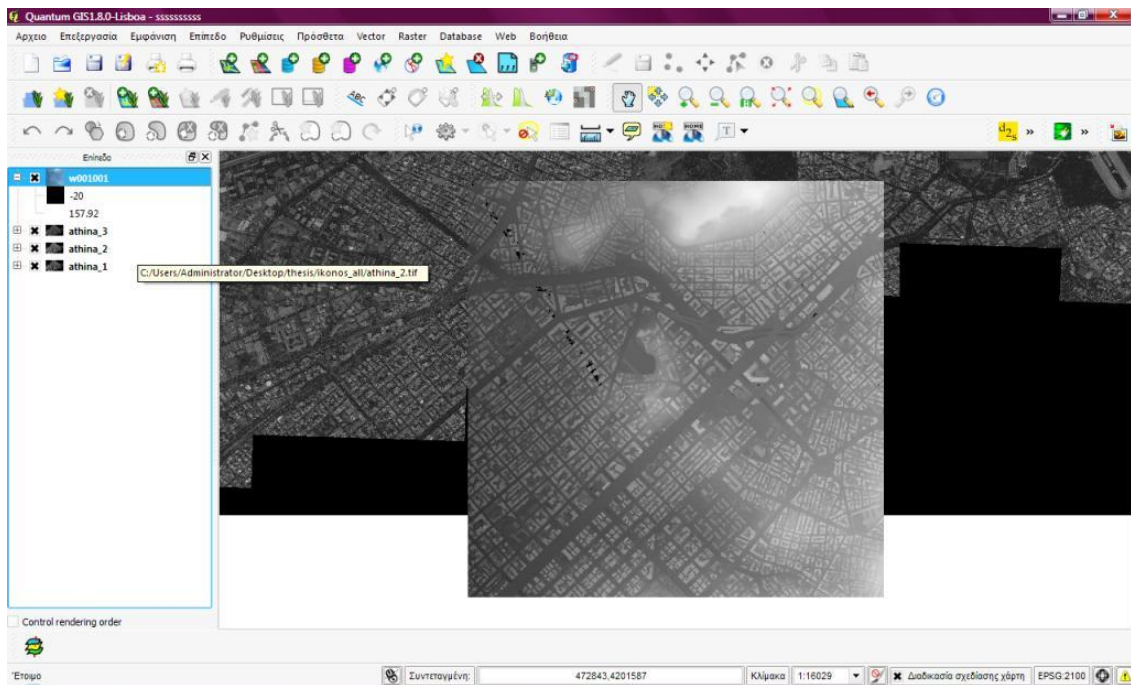 Quantum GIS1.8.0-Lisboa - ssssssssss
Αρχειο Επεξεργασία Εμφάνιση Επίπεδο Ρυθμίσεις Πρόσθετα Vector Raster Database Web Βοήθεια
Επίπεδα
w001001
-20
157.92
athina_3
athina_2
athina_1
C:/Users/Administrator/Desktop/thesis/ikonos_all/athina_2.tif
Control rendering order
Έτοιμο Συντεταγμένη: 472843,4201587 Κλίμακα 1:16029 Διαδικασία σχεδίασης χάρτη EPSG:2100